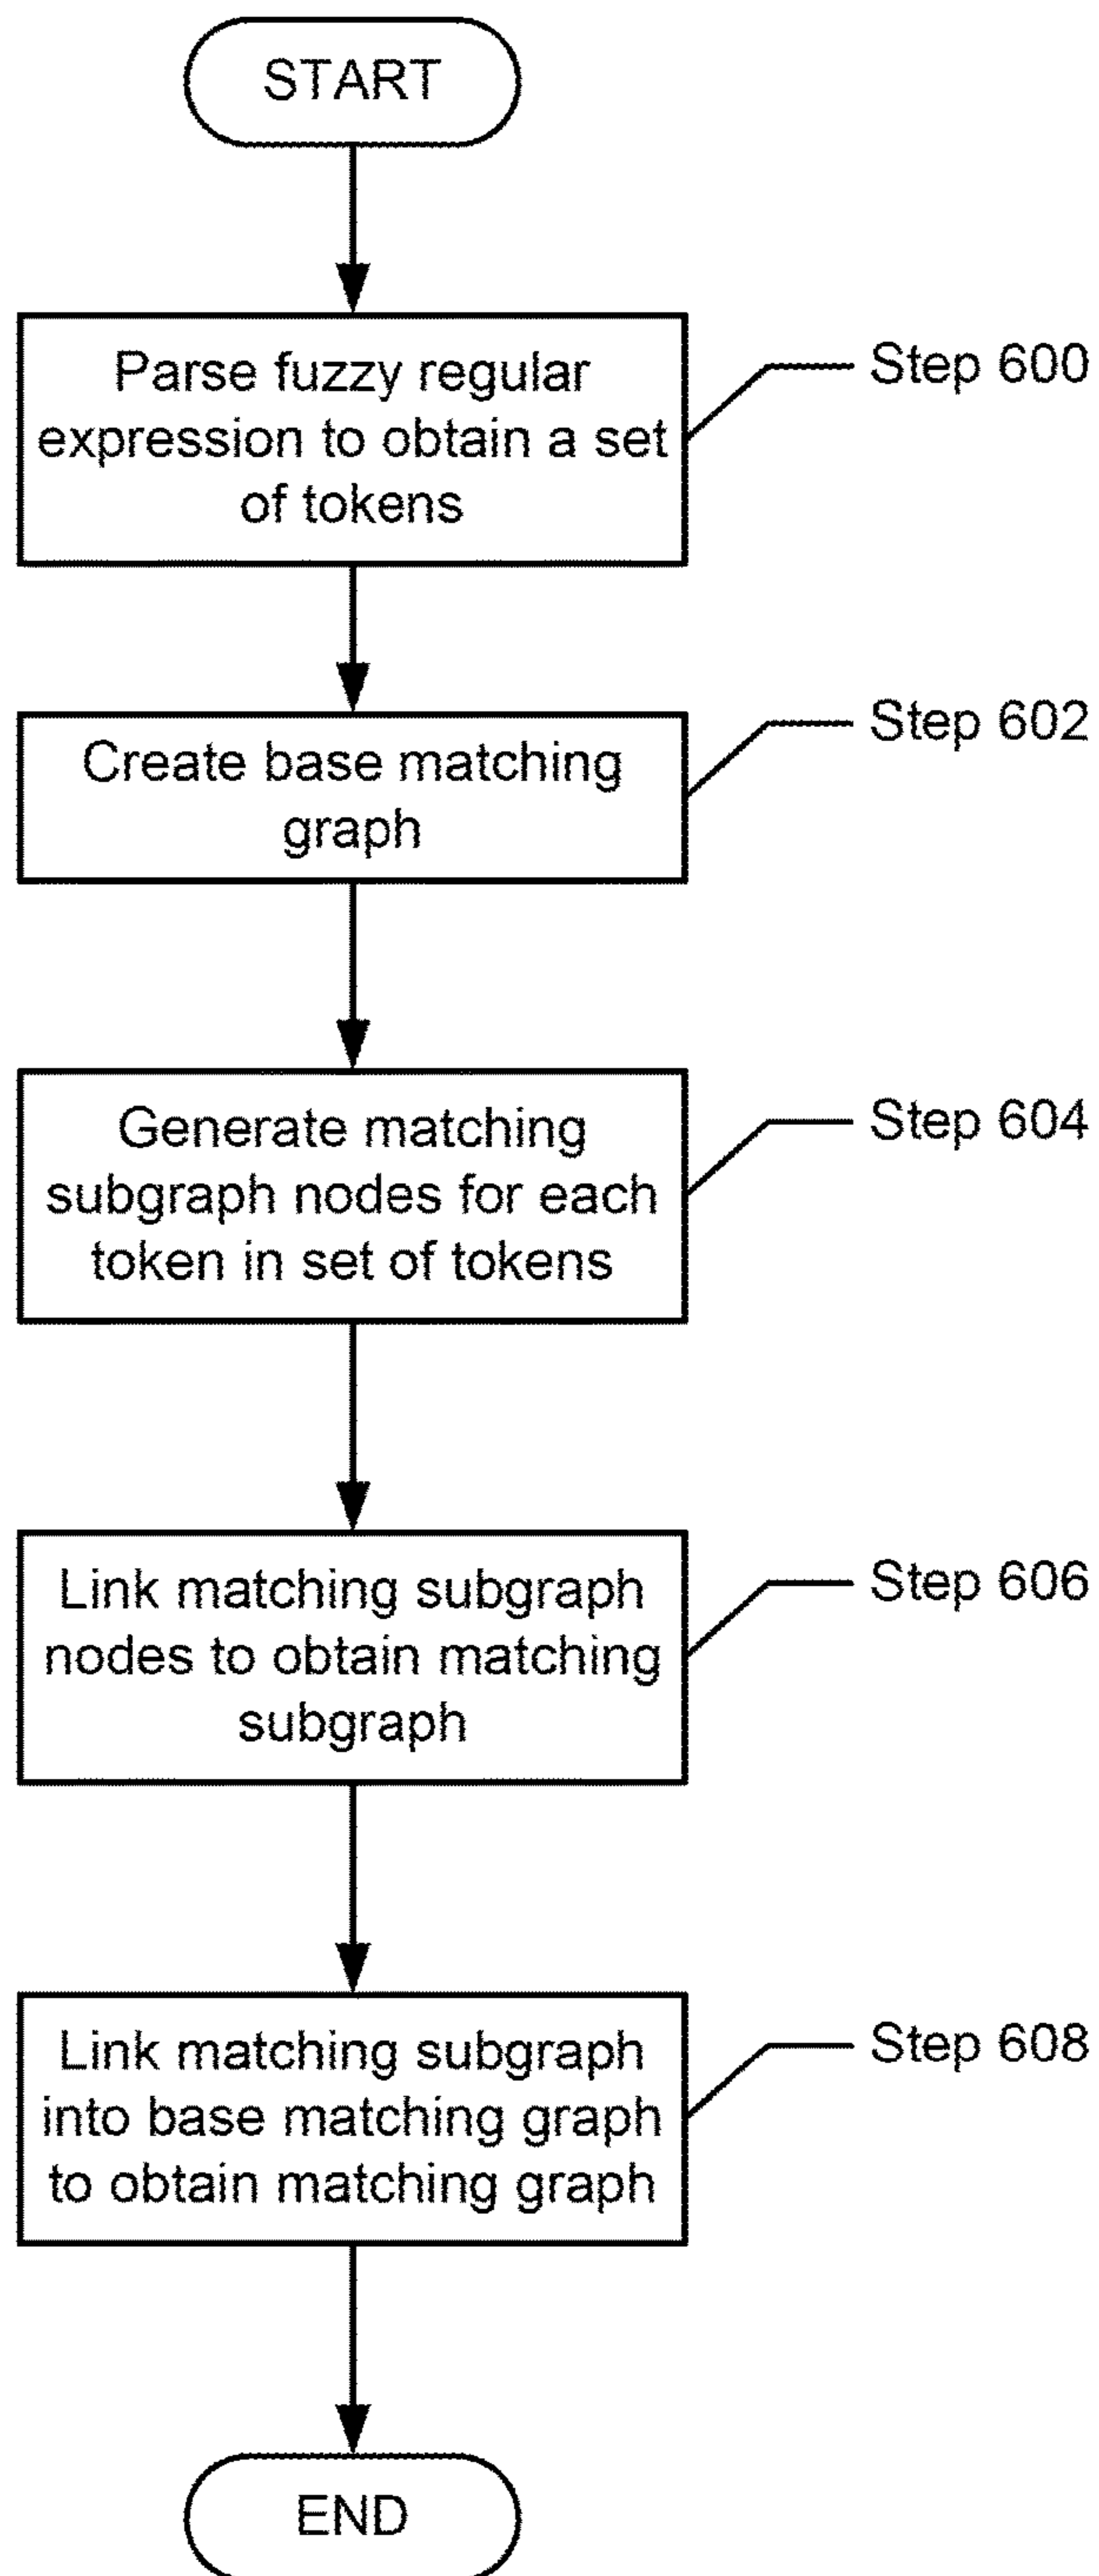 START
Parse fuzzy regular
expression to obtain a set
of tokens
Step 600
Create base matching
graph
Step 602
Generate matching
subgraph nodes for each
token in set of tokens
Step 604
Link matching subgraph
nodes to obtain matching
subgraph
Step 606
Link matching subgraph
into base matching graph
to obtain matching graph
Step 608
END